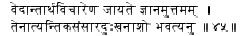 वेदान्तार्थविचारेण जायते ज्ञानमुत्तमम् ।
तेनात्यन्तिकसंसारदुःखनाशो भवत्यनु ॥ ४५॥